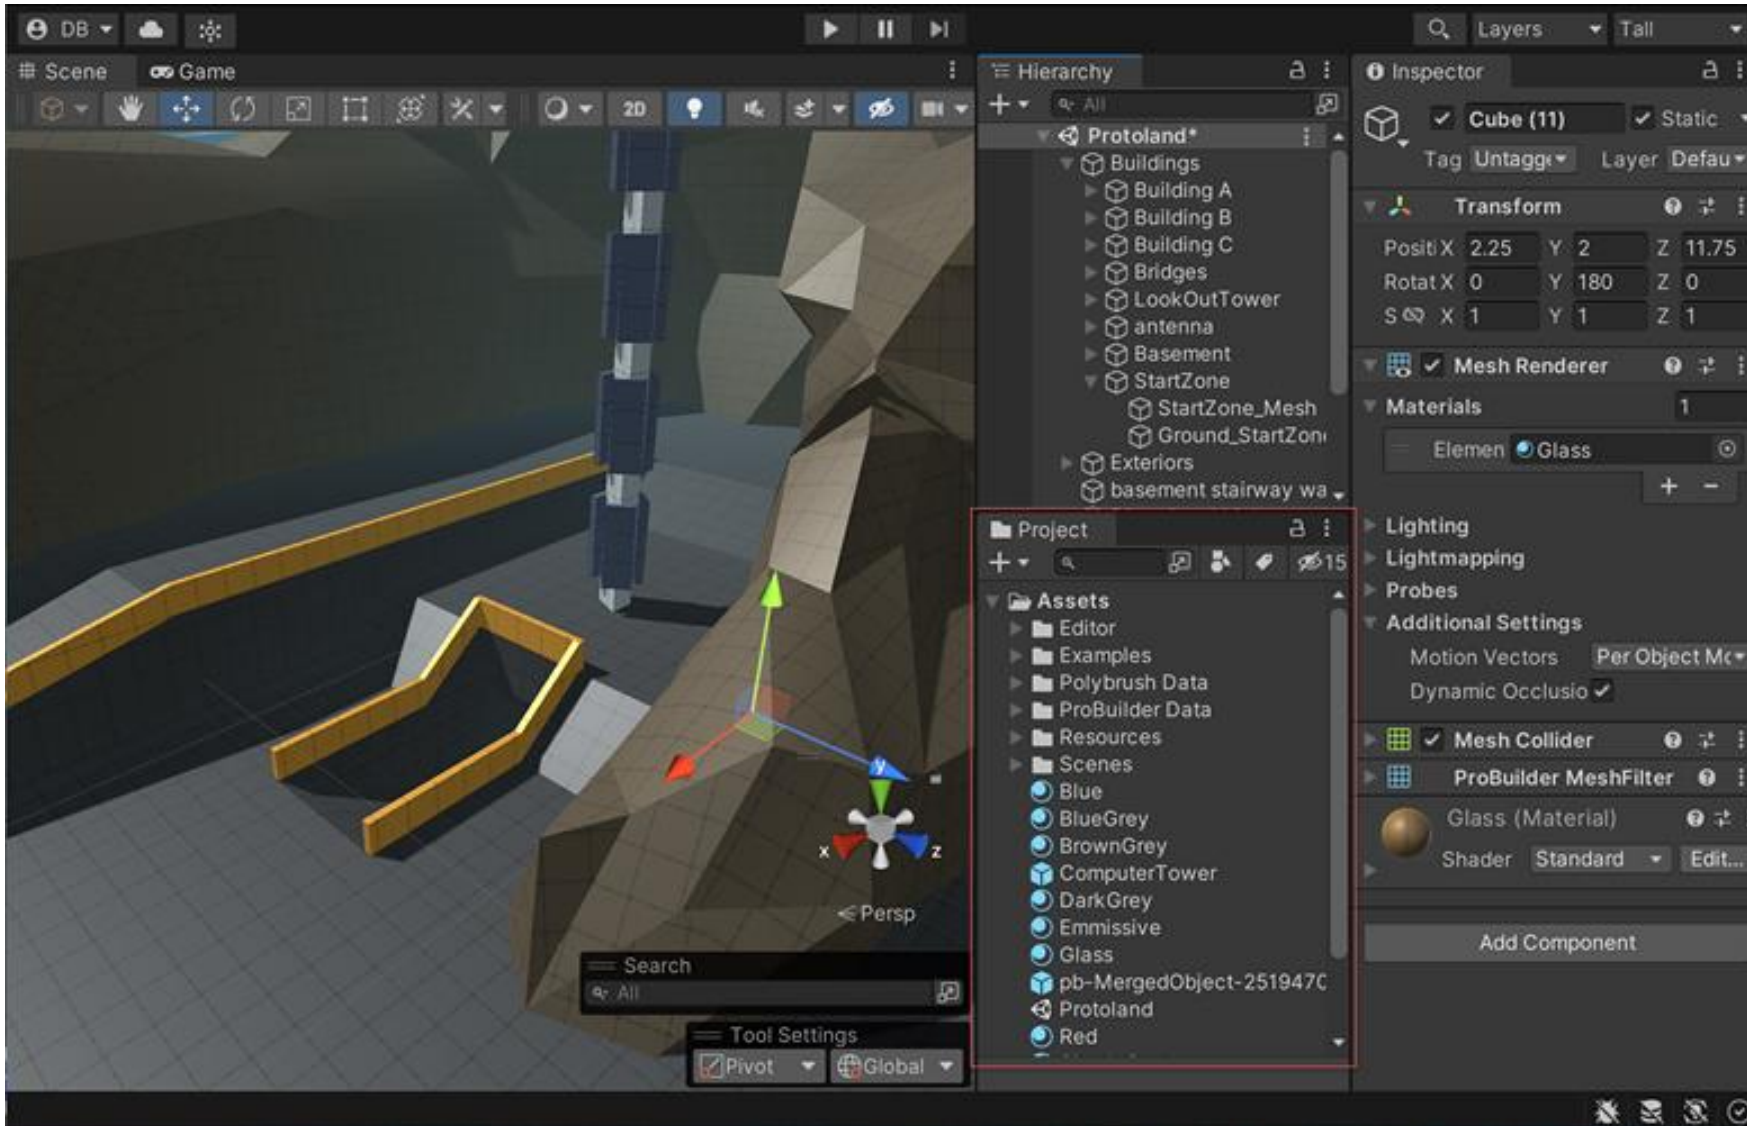 DB
Layers
Tall
Scene
Game
2D
Persp
Search
All
Tool Settings
Pivot
Global
Hierarchy
All
Protoland*
Buildings
Building A
Building B
Building C
Bridges
LookOutTower
antenna
Basement
StartZone
StartZone_Mesh
Ground_StartZon
Exteriors
basement stairway wa
Project
15
Assets
Editor
Examples
Polybrush Data
ProBuilder Data
Resources
Scenes
Blue
BlueGrey
BrownGrey
ComputerTower
DarkGrey
Emmissive
Glass
pb-MergedObject-2519470
Protoland
Red
Inspector
Cube (11) Static
Tag Untagge Layer Defau
Transform
Positi X 2.25 Y 2 Z 11.75
Rotat X 0 Y 180 Z 0
S X 1 Y 1 Z 1
Mesh Renderer
Materials 1
Elemen Glass
Lighting
Lightmapping
Probes
Additional Settings
Motion Vectors Per Object Mo
Dynamic Occlusio
Mesh Collider
ProBuilder MeshFilter
Glass (Material)
Shader Standard Edit...
Add Component
y
x
z